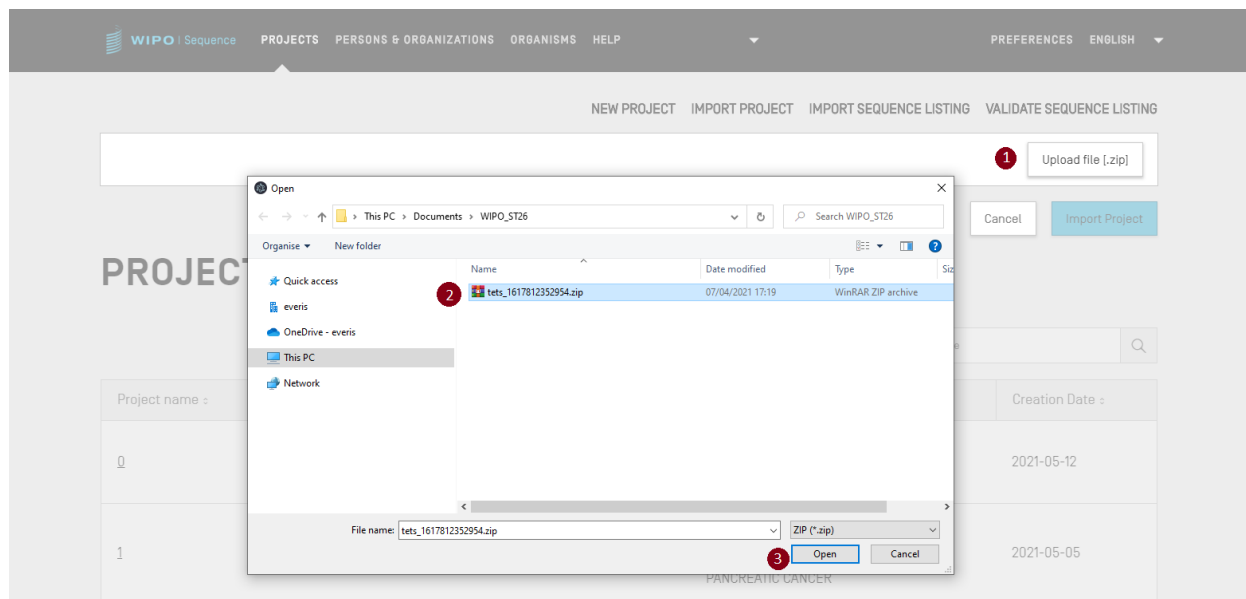 WIPO | Sequence PROJECTS PERSONS & ORGANIZATIONS ORGANISMS HELP PREFERENCES ENGLISH
NEW PROJECT IMPORT PROJECT IMPORT SEQUENCE LISTING VALIDATE SEQUENCE LISTING
1 Upload file [.zip]
Open
This PC > Documents > WIPO_ST26 Search WIPO_ST26
Cancel Import Project
Organise New folder
PROJECT
Name Date modified Type Siz
Quick access
2 tets_1617812352954.zip 07/04/2021 17:19 WinRAR ZIP archive
everis
OneDrive - everis
This PC
Network
Project name Creation Date
0 2021-05-12
File name: tets_1617812352954.zip ZIP (*.zip)
3 Open Cancel
1 2021-05-05
PANCREATIC CANCER